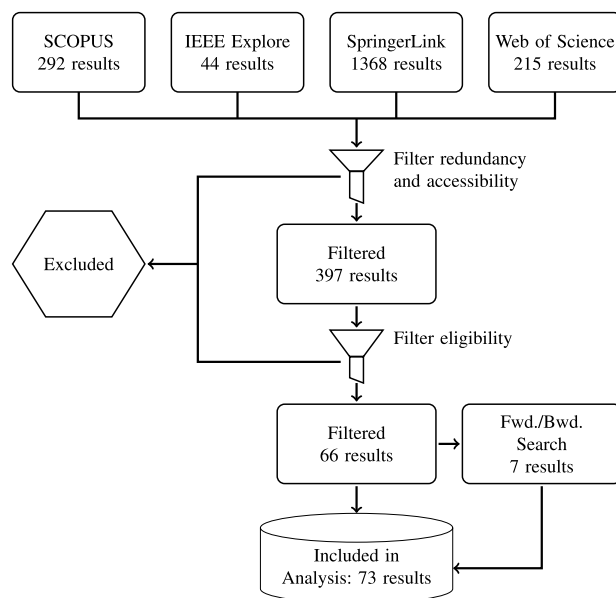 SCOPUS
292 results
IEEE Explore
44 results
SpringerLink
1368 results
Web of Science
215 results
Filter redundancy
and accessibility
Excluded
Filtered
397 results
Filter eligibility
Filtered
66 results
Fwd./Bwd.
Search
7 results
Included in
Analysis: 73 results